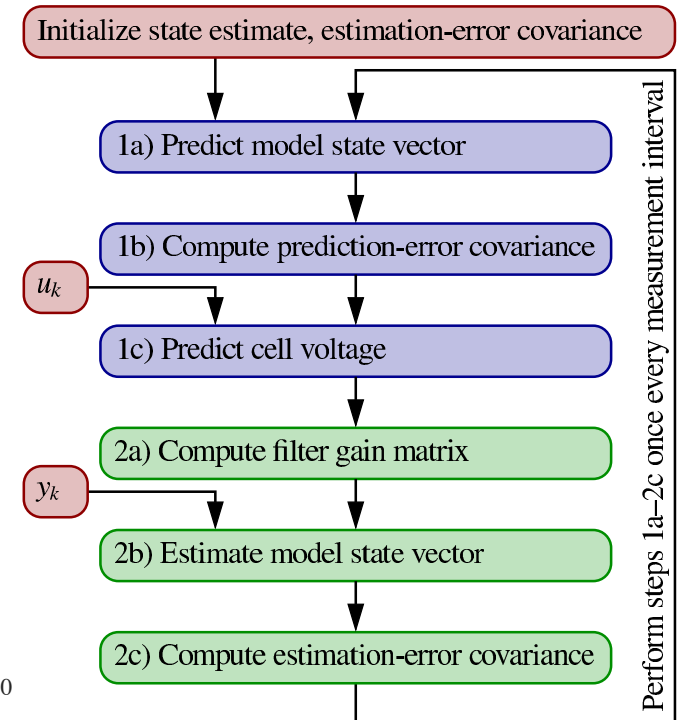 Initialize state estimate, estimation-error covariance
1a) Predict model state vector
1b) Compute prediction-error covariance
u_k
1c) Predict cell voltage
2a) Compute filter gain matrix
y_k
2b) Estimate model state vector
2c) Compute estimation-error covariance
Perform steps 1a–2c once every measurement interval
0